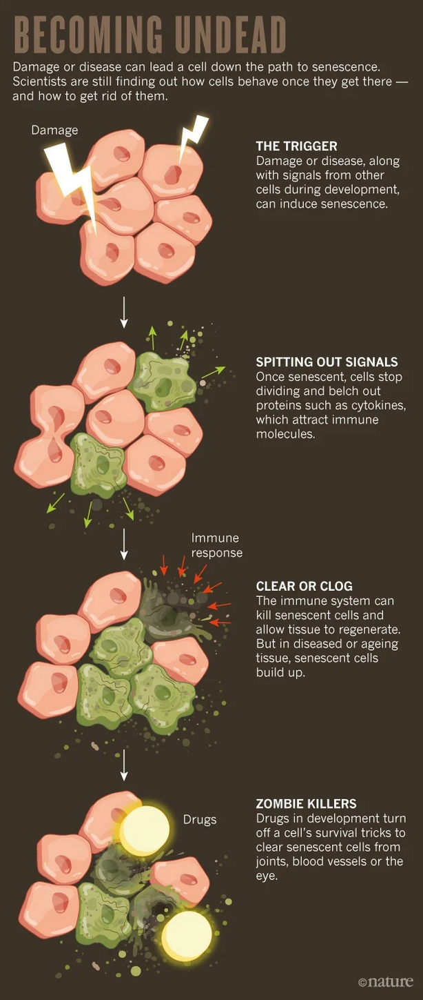 BECOMING UNDEAD
Damage or disease can lead a cell down the path to senescence.
Scientists are still finding out how cells behave once they get there —
and how to get rid of them.
Damage
THE TRIGGER
Damage or disease, along
with signals from other
cells during development,
can induce senescence.
SPITTING OUT SIGNALS
Once senescent, cells stop
dividing and belch out
proteins such as cytokines,
which attract immune
molecules.
Immune
response
CLEAR OR CLOG
The immune system can
kill senescent cells and
allow tissue to regenerate.
But in diseased or ageing
tissue, senescent cells
build up.
Drugs
ZOMBIE KILLERS
Drugs in development turn
off a cell’s survival tricks to
clear senescent cells from
joints, blood vessels or the
eye.
©nature